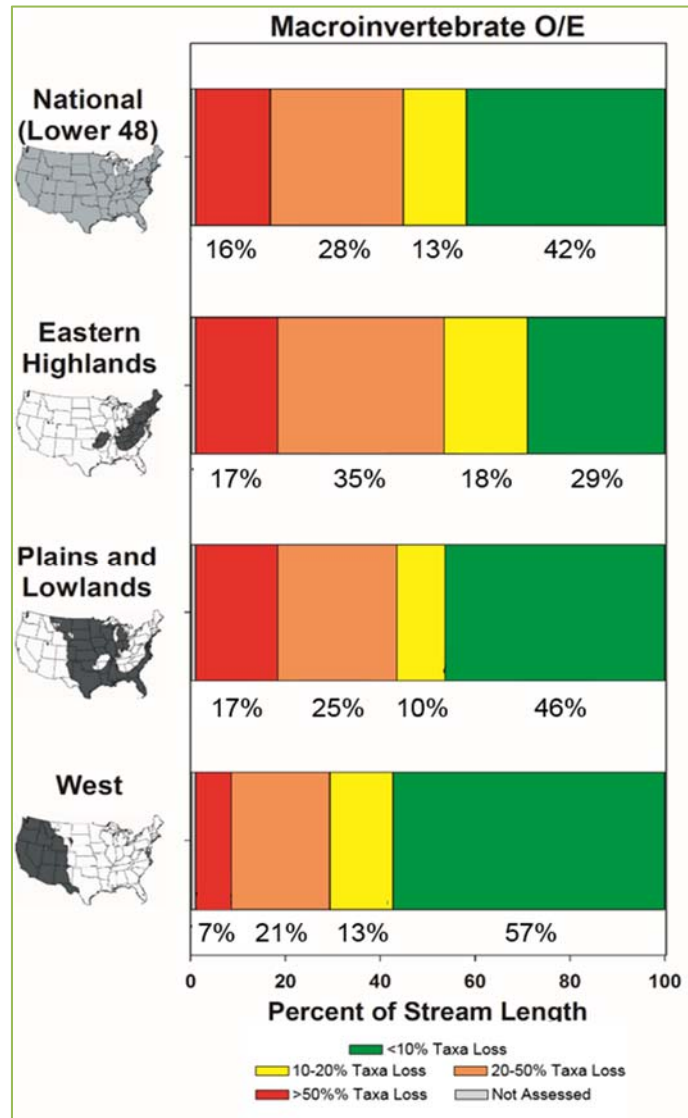 Macroinvertebrate O/E
National
(Lower 48)
16% 28% 13% 42%
Eastern
Highlands
17% 35% 18% 29%
Plains and
Lowlands
17% 25% 10% 46%
West
7% 21% 13% 57%
0 20 40 60 80 100
Percent of Stream Length
<10% Taxa Loss
10-20% Taxa Loss 20-50% Taxa Loss
>50%% Taxa Loss Not Assessed